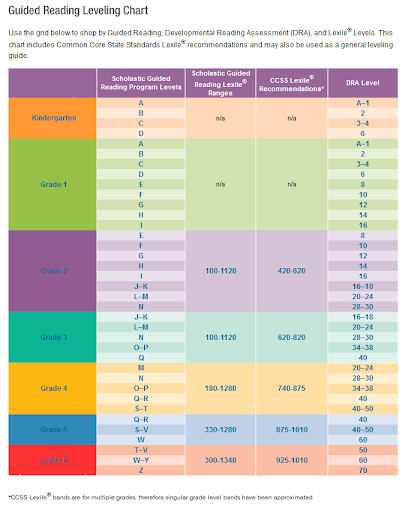 Guided Reading Leveling Chart
Use the grid below to shop by Guided Reading, Developmental Reading Assessment (DRA), and Lexile® Levels. This
chart includes Common Core State Standards Lexile® recommendations and may also be used as a general leveling
guide.
Scholastic Guided Reading Program Levels
Scholastic Guided Reading Lexile® Ranges
CCSS Lexile® Recommendations*
DRA Level
Kindergarten
n/a
n/a
A A–1
B 2
C 3–4
D 6
Grade 1
n/a
n/a
A A–1
B 2
C 3–4
D 6
E 8
F 10
G 12
H 14
I 16
Grade 2
100-1120
420-620
E 8
F 10
G 12
H 14
I 16
J–K 16–18
L–M 20–24
N 28–30
Grade 3
100-1120
620-820
J–K 16–18
L–M 20–24
N 28–30
O–P 34–38
Q 40
Grade 4
180-1280
740-875
M 20–24
N 28–30
O–P 34–38
Q–R 40
S–T 40–50
Grade 5
330-1280
875-1010
Q–R 40
S–V 40–50
W 60
Grade 6
300-1340
925-1010
T–V 50
W–Y 60
Z 70
*CCSS Lexile® bands are for multiple grades, therefore singular grade level bands have been approximated.